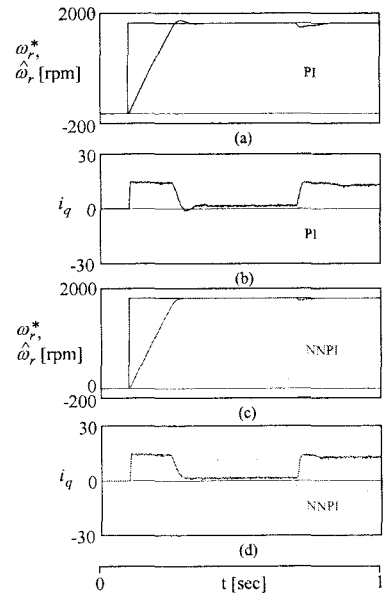 2000
ω_r^*,
ω̂_r [rpm]
PI
-200
(a)
30
i_q
0
PI
-30
(b)
2000
ω_r^*,
ω̂_r [rpm]
NNPI
0
-200
(c)
30
i_q
0
NNPI
-30
(d)
0
t [sec]
1